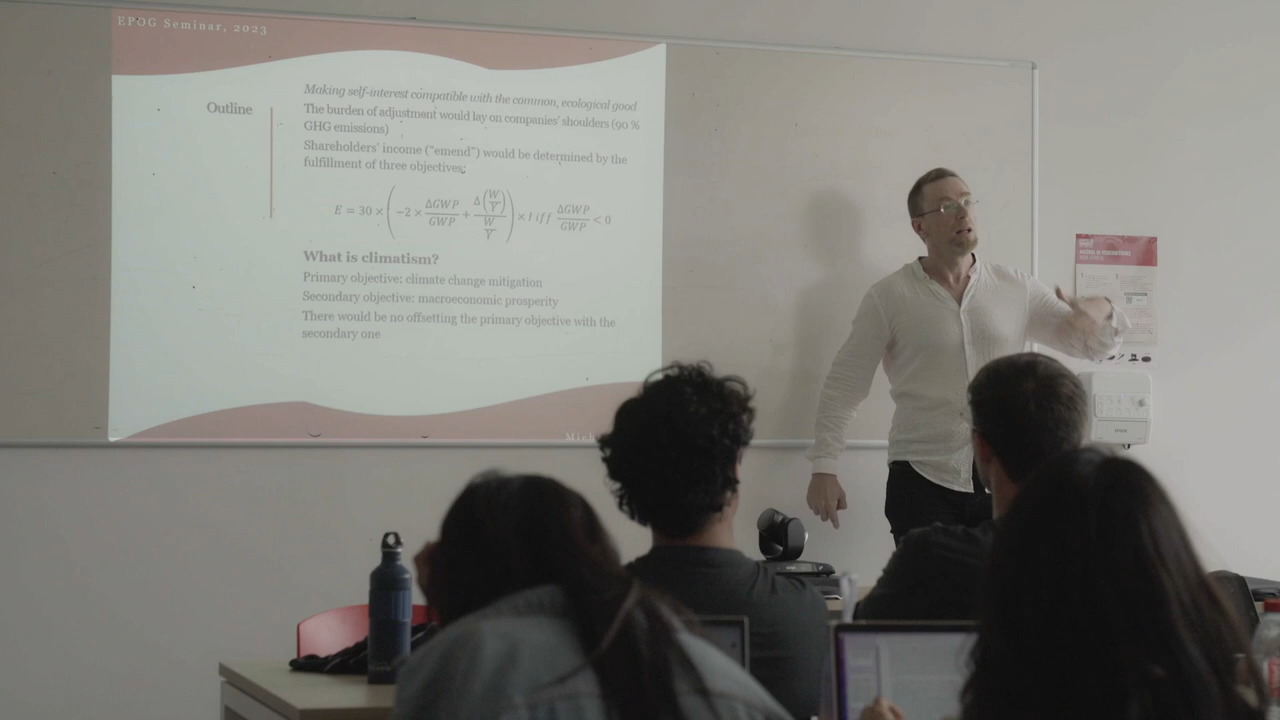 EPOG Seminar, 2023
Outline
Making self-interest compatible with the common, ecological good
The burden of adjustment would lay on companies' shoulders (90 %
GHG emissions)
Shareholders' income ("emend") would be determined by the
fulfillment of three objectives:
E = 30 × (−2 × ΔGWP/GWP + Δ(W/Y)/(W/Y)) × I iff ΔGWP/GWP < 0
What is climatism?
Primary objective: climate change mitigation
Secondary objective: macroeconomic prosperity
There would be no offsetting the primary objective with the
secondary one
EPSON